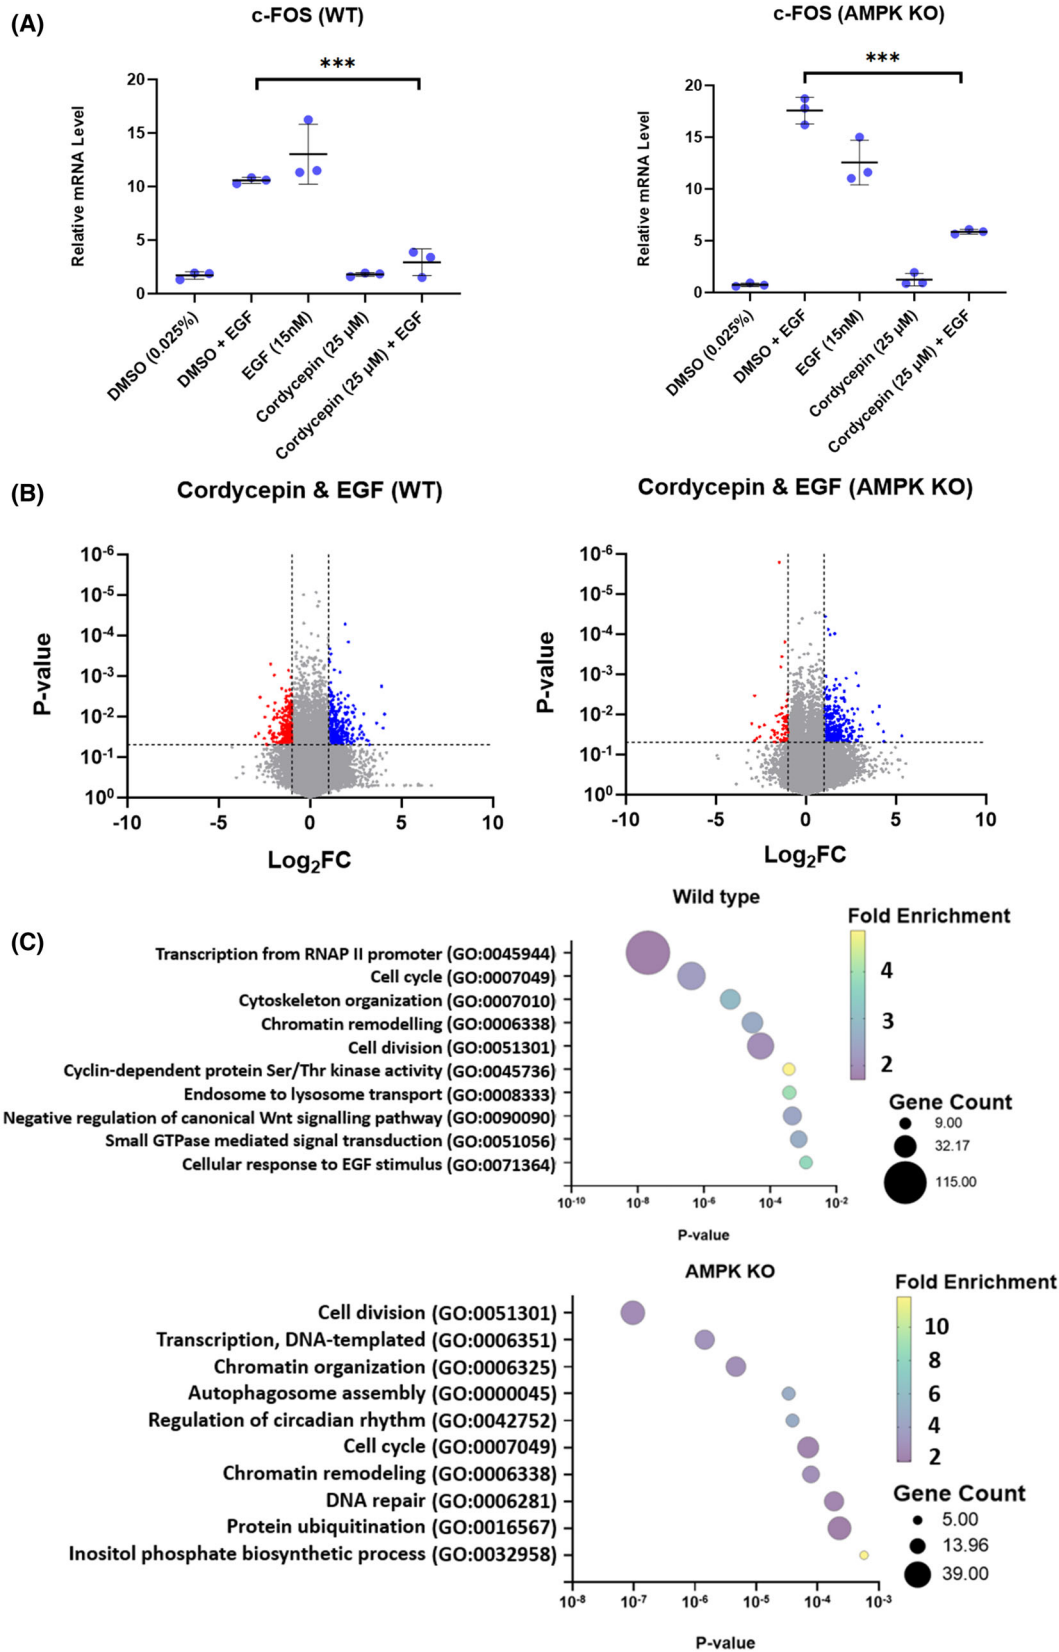 (A)
c-FOS (WT)
c-FOS (AMPK KO)
***
***
Relative mRNA Level
20
15
10
5
0
DMSO (0.025%)
DMSO + EGF
EGF (15nM)
Cordycepin (25 µM)
Cordycepin (25 µM) + EGF
Relative mRNA Level
20
15
10
5
0
DMSO (0.025%)
DMSO + EGF
EGF (15nM)
Cordycepin (25 µM)
Cordycepin (25 µM) + EGF
(B)
Cordycepin & EGF (WT)
Cordycepin & EGF (AMPK KO)
P-value
10-6
10-5
10-4
10-3
10-2
10-1
100
-10 -5 0 5 10
Log2FC
P-value
10-6
10-5
10-4
10-3
10-2
10-1
100
-10 -5 0 5 10
Log2FC
(C)
Wild type
Transcription from RNAP II promoter (GO:0045944)
Cell cycle (GO:0007049)
Cytoskeleton organization (GO:0007010)
Chromatin remodelling (GO:0006338)
Cell division (GO:0051301)
Cyclin-dependent protein Ser/Thr kinase activity (GO:0045736)
Endosome to lysosome transport (GO:0008333)
Negative regulation of canonical Wnt signalling pathway (GO:0090090)
Small GTPase mediated signal transduction (GO:0051056)
Cellular response to EGF stimulus (GO:0071364)
10-10 10-8 10-6 10-4 10-2
P-value
Fold Enrichment
4
3
2
Gene Count
9.00
32.17
115.00
AMPK KO
Cell division (GO:0051301)
Transcription, DNA-templated (GO:0006351)
Chromatin organization (GO:0006325)
Autophagosome assembly (GO:0000045)
Regulation of circadian rhythm (GO:0042752)
Cell cycle (GO:0007049)
Chromatin remodeling (GO:0006338)
DNA repair (GO:0006281)
Protein ubiquitination (GO:0016567)
Inositol phosphate biosynthetic process (GO:0032958)
10-8 10-7 10-6 10-5 10-4 10-3
P-value
Fold Enrichment
10
8
6
4
2
Gene Count
5.00
13.96
39.00